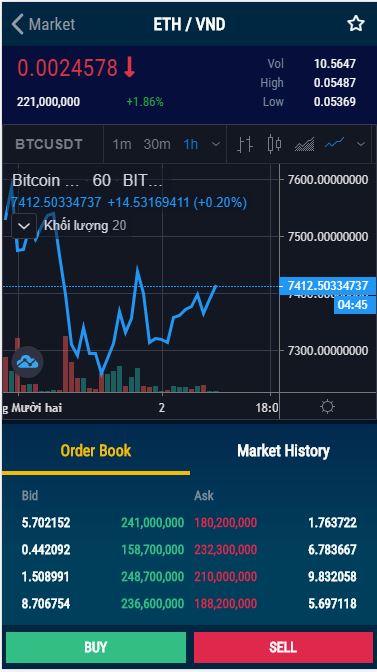 Market
ETH / VND
0.0024578
221,000,000 +1.86%
Vol 10.5647
High 0.05487
Low 0.05369
BTCUSDT 1m 30m 1h
Bitcoin ... · 60 · BIT...
7412.50334737 +14.53169411 (+0.20%)
Khối lượng 20
7600.00000000
7500.00000000
7412.50334737
04:45
7300.00000000
g Mười hai 2 18:0
Order Book Market History
Bid Ask
5.702152 241,000,000 180,200,000 1.763722
0.442092 158,700,000 232,300,000 6.783667
1.508991 248,700,000 210,000,000 9.832058
8.706754 236,600,000 188,200,000 5.697118
BUY SELL